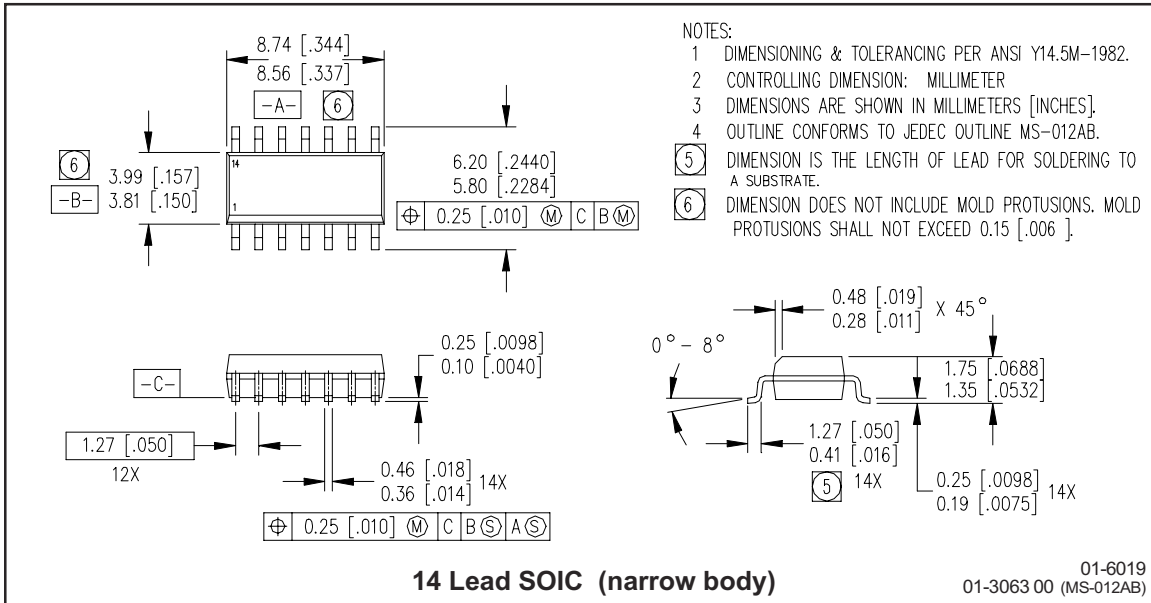 8.74 [.344]
8.56 [.337]
-A-
6
14
1
6
3.99 [.157]
-B- 3.81 [.150]
6.20 [.2440]
5.80 [.2284]
⌖ 0.25 [.010] Ⓜ C B Ⓜ
NOTES:
1 DIMENSIONING & TOLERANCING PER ANSI Y14.5M-1982.
2 CONTROLLING DIMENSION: MILLIMETER
3 DIMENSIONS ARE SHOWN IN MILLIMETERS [INCHES].
4 OUTLINE CONFORMS TO JEDEC OUTLINE MS-012AB.
5 DIMENSION IS THE LENGTH OF LEAD FOR SOLDERING TO
A SUBSTRATE.
6 DIMENSION DOES NOT INCLUDE MOLD PROTUSIONS. MOLD
PROTUSIONS SHALL NOT EXCEED 0.15 [.006 ].
-C-
0.25 [.0098]
0.10 [.0040]
1.27 [.050]
12X
0.46 [.018]
0.36 [.014] 14X
⌖ 0.25 [.010] Ⓜ C B Ⓢ A Ⓢ
0.48 [.019]
0.28 [.011] X 45°
0° - 8°
1.75 [.0688]
1.35 [.0532]
1.27 [.050]
0.41 [.016]
5 14X
0.25 [.0098]
0.19 [.0075] 14X
14 Lead SOIC (narrow body)
01-6019
01-3063 00 (MS-012AB)